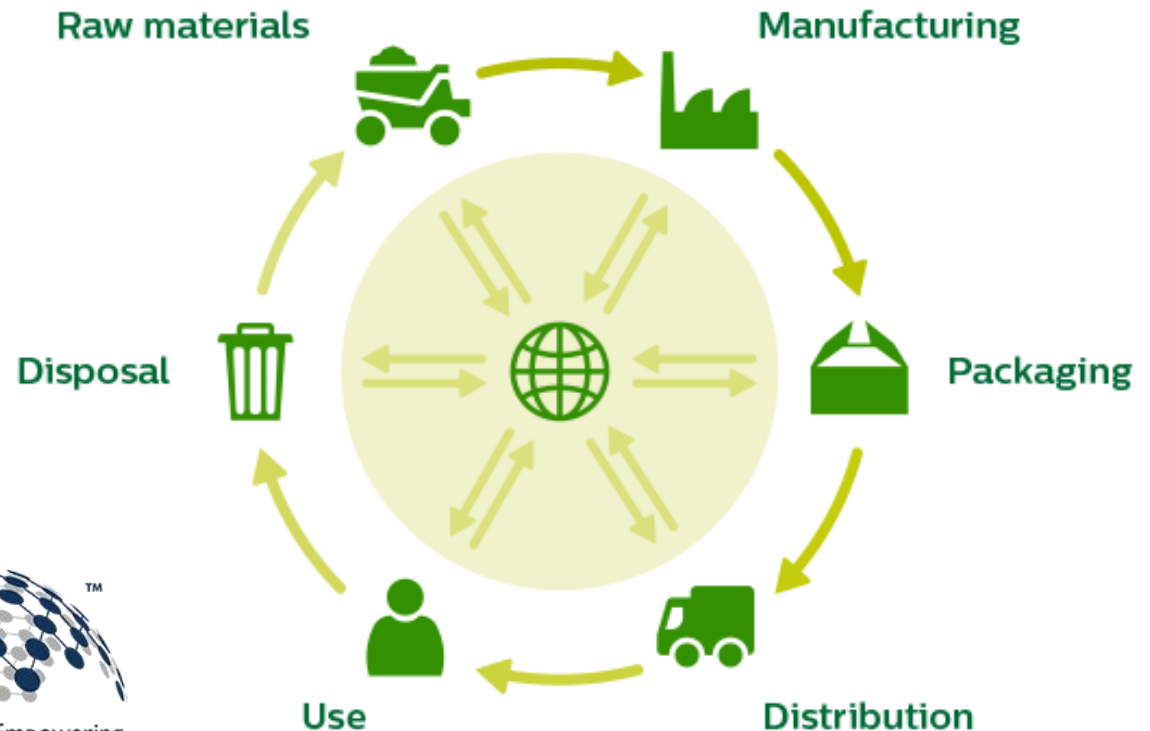 Raw materials
Manufacturing
Disposal
Packaging
TM
Use
Distribution